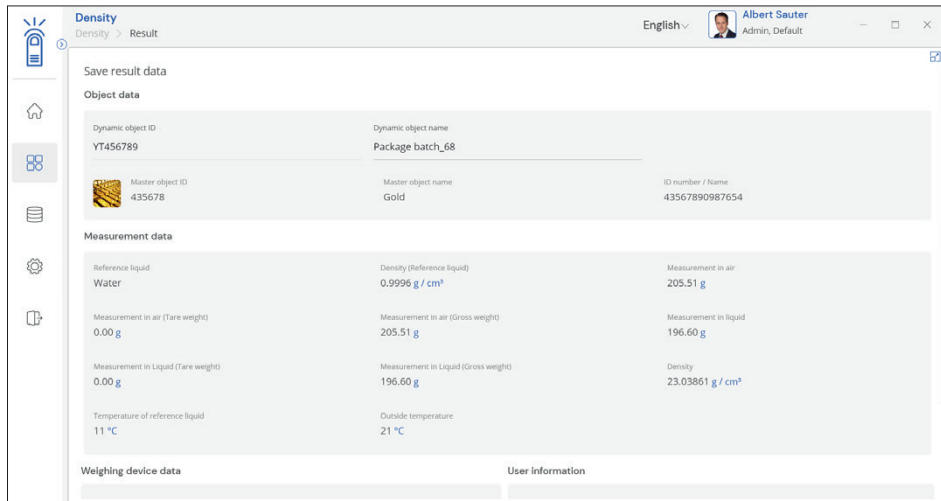 Density
Density > Result
English
Albert Sauter
Admin, Default
Save result data
Object data
Dynamic object ID
Dynamic object name
YT456789
Package batch_68
Master object ID
Master object name
ID number / Name
435678
Gold
43567890987654
Measurement data
Reference liquid
Density (Reference liquid)
Measurement in air
Water
0.9996 g / cm³
205.51 g
Measurement in air (Tare weight)
Measurement in air (Gross weight)
Measurement in liquid
0.00 g
205.51 g
196.60 g
Measurement in Liquid (Tare weight)
Measurement in Liquid (Gross weight)
Density
0.00 g
196.60 g
23.03861 g / cm³
Temperature of reference liquid
Outside temperature
11 °C
21 °C
Weighing device data
User information